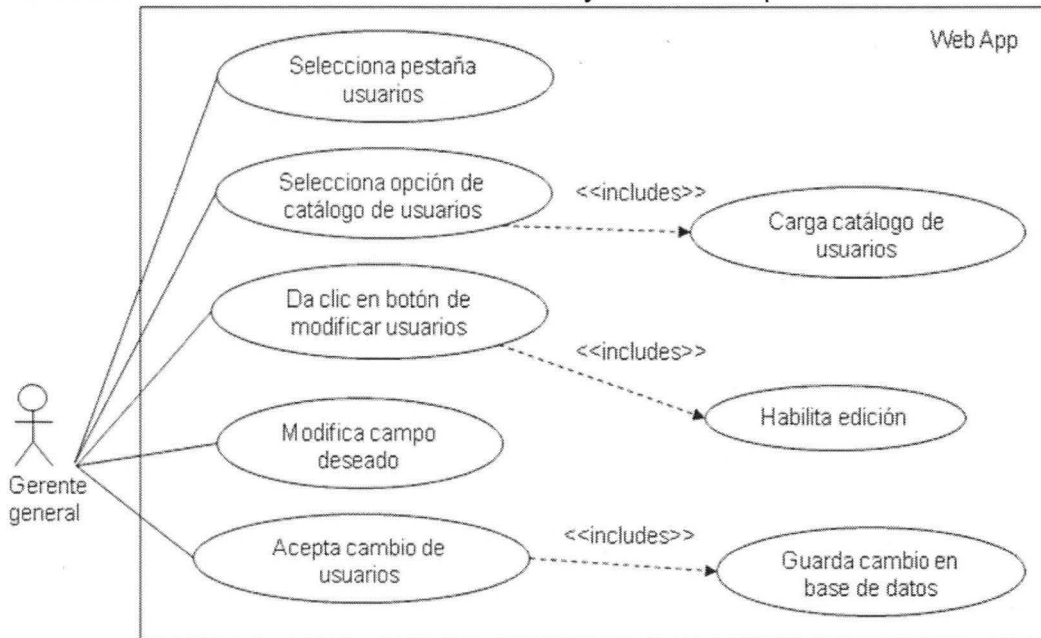 Web App
Selecciona pestaña
usuarios
Selecciona opción de
catálogo de usuarios
<<includes>>
Carga catálogo de
usuarios
Da clic en botón de
modificar usuarios
<<includes>>
Habilita edición
Modifica campo
deseado
Gerente
general
Acepta cambio de
usuarios
<<includes>>
Guarda cambio en
base de datos